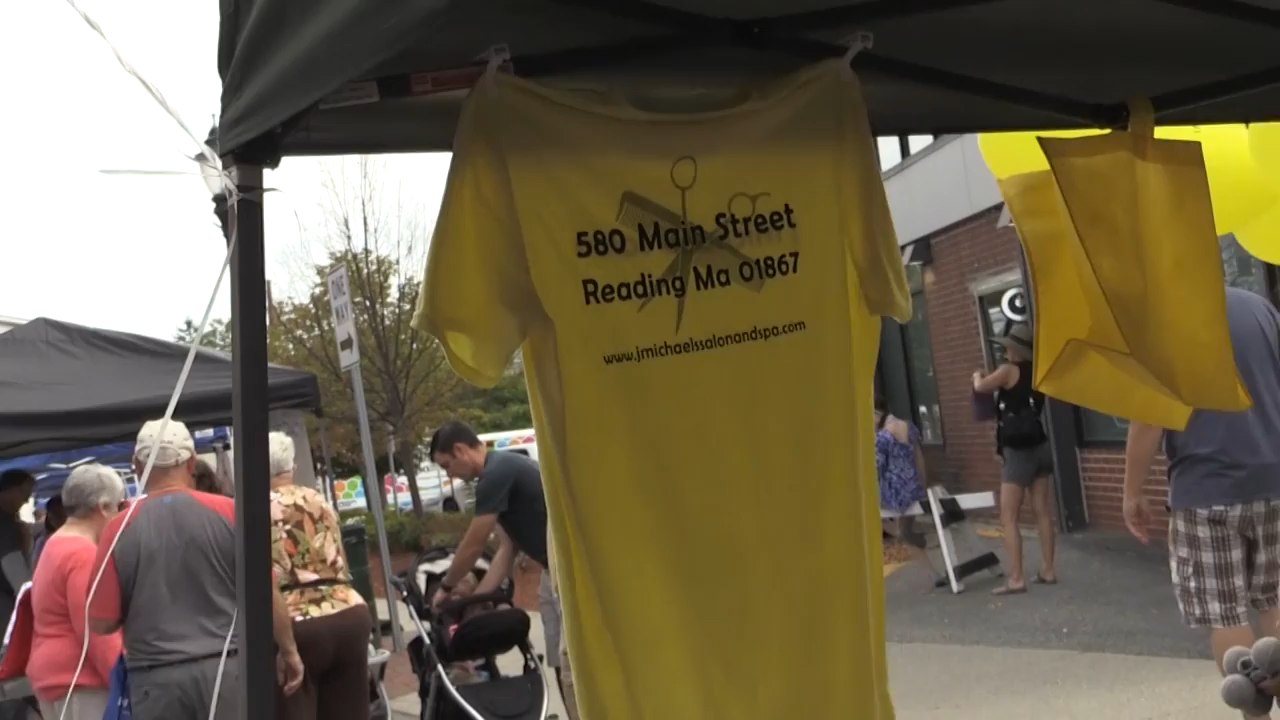 580 Main Street
Reading Ma 01867
www.jmichaelssalonandspa.com
ONE
WAY